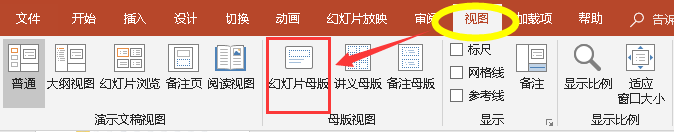 文件 开始 插入 设计 切换 动画 幻灯片放映 审阅 视图 加载项 帮助 告诉
普通 大纲视图 幻灯片浏览 备注页 阅读视图 幻灯片母版 讲义母版 备注母版 标尺 网格线 参考线 备注 显示比例 适应窗口大小
演示文稿视图 母版视图 显示 显示比例